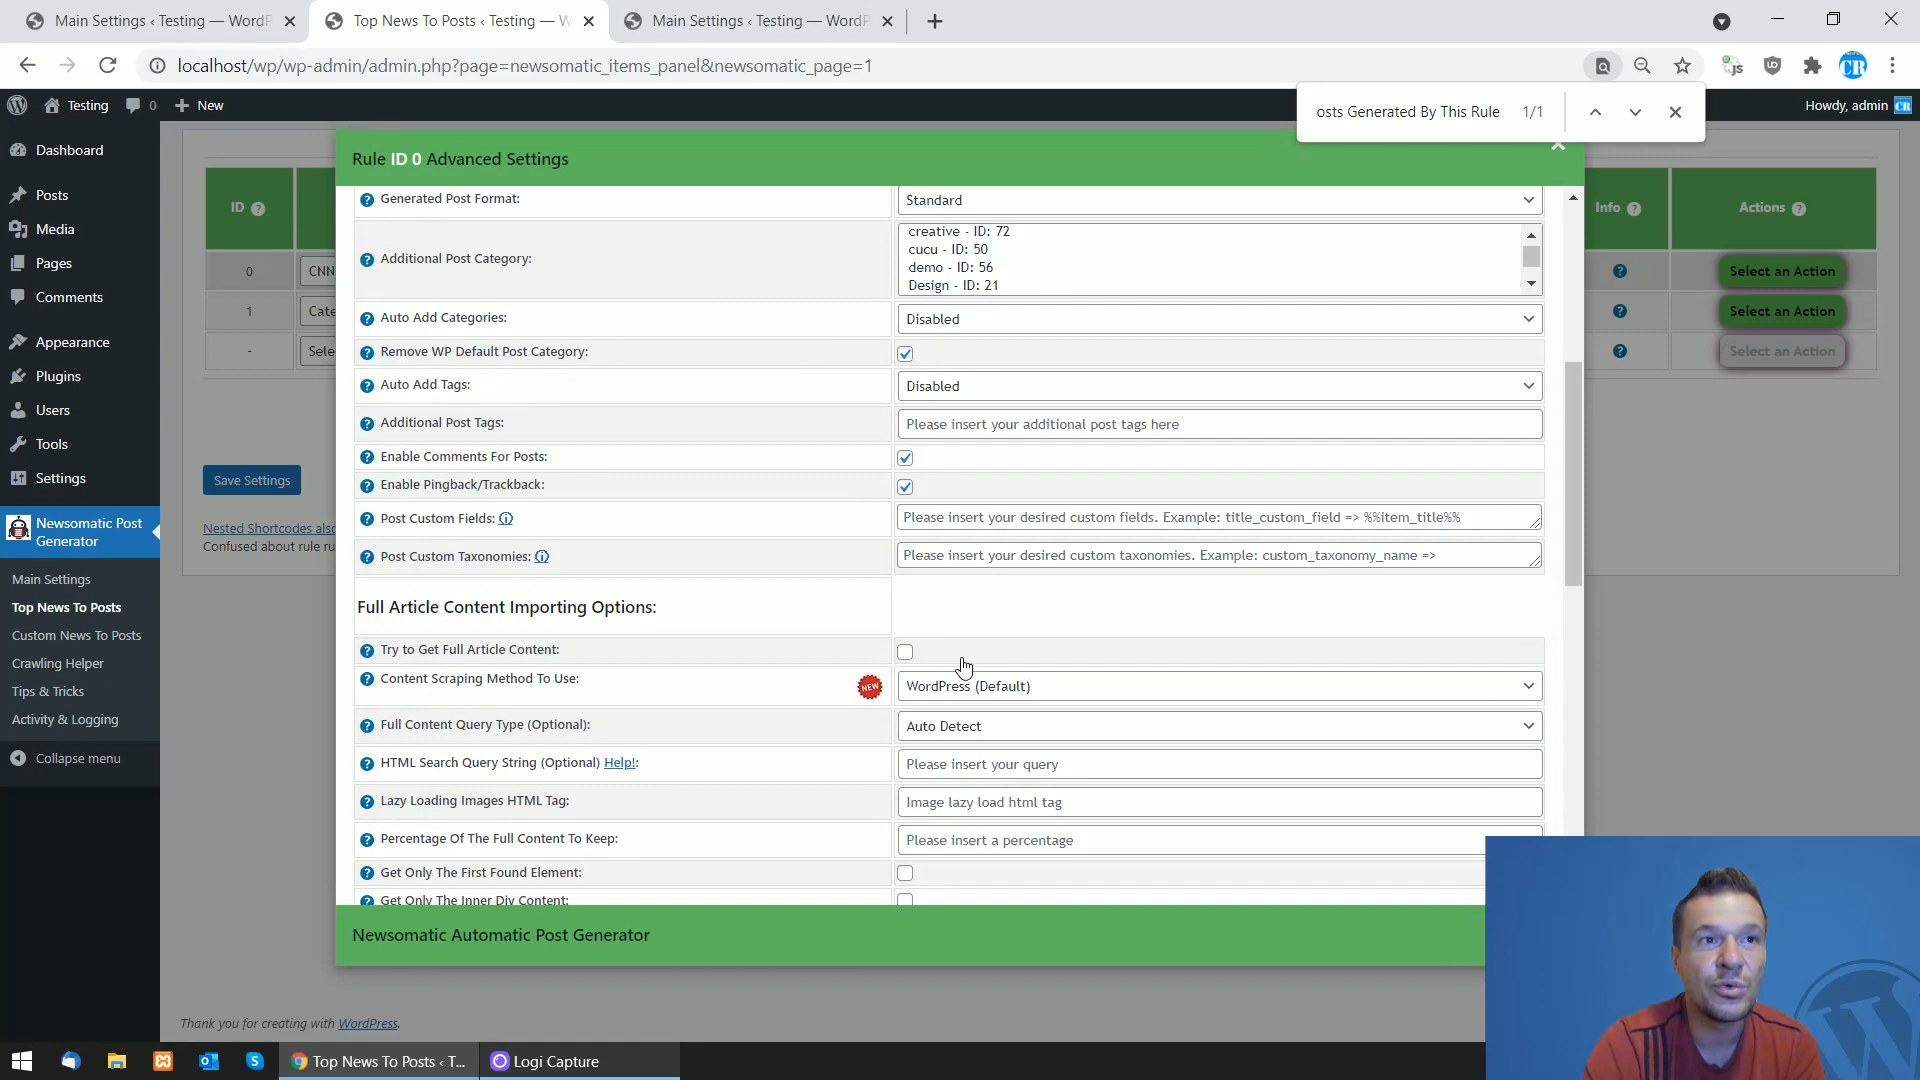 Main Settings ‹ Testing — WordP
Top News To Posts ‹ Testing — W
Main Settings ‹ Testing — WordP
localhost/wp/wp-admin/admin.php?page=newsomatic_items_panel&newsomatic_page=1
osts Generated By This Rule 1/1
Testing 0 New
Howdy, admin
Dashboard
Posts
Media
Pages
Comments
Appearance
Plugins
Users
Tools
Settings
Newsomatic Post
Generator
Main Settings
Top News To Posts
Custom News To Posts
Crawling Helper
Tips & Tricks
Activity & Logging
Collapse menu
ID
Info
Actions
0 CNN
Select an Action
1 Cate
Select an Action
- Sele
Select an Action
Save Settings
Nested Shortcodes also
Confused about rule ru
Rule ID 0 Advanced Settings
Generated Post Format: Standard
Additional Post Category:
creative - ID: 72
cucu - ID: 50
demo - ID: 56
Design - ID: 21
Auto Add Categories: Disabled
Remove WP Default Post Category:
Auto Add Tags: Disabled
Additional Post Tags: Please insert your additional post tags here
Enable Comments For Posts:
Enable Pingback/Trackback:
Post Custom Fields: Please insert your desired custom fields. Example: title_custom_field => %%item_title%%
Post Custom Taxonomies: Please insert your desired custom taxonomies. Example: custom_taxonomy_name =>
Full Article Content Importing Options:
Try to Get Full Article Content:
Content Scraping Method To Use: NEW WordPress (Default)
Full Content Query Type (Optional): Auto Detect
HTML Search Query String (Optional) Help!: Please insert your query
Lazy Loading Images HTML Tag: Image lazy load html tag
Percentage Of The Full Content To Keep: Please insert a percentage
Get Only The First Found Element:
Get Only The Inner Div Content:
Newsomatic Automatic Post Generator
Thank you for creating with WordPress.
Top News To Posts ‹ T...
Logi Capture